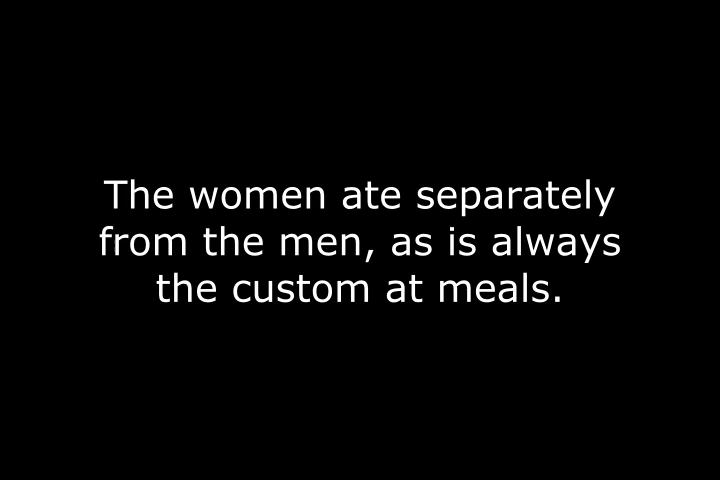 The women ate separately
from the men, as is always
the custom at meals.